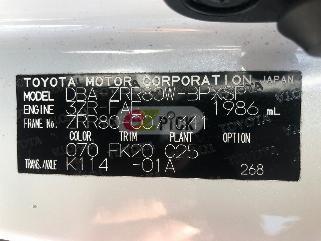 TOYOTA MOTOR CORPORATION JAPAN
MODEL DBA-ZRR80W-BPXSP
ENGINE 3ZR-FAE 1986 mL
FRAME No. ZRR80-
COLOR TRIM PLANT OPTION
070 FK20 C25
TRANS./AXLE K114 -01A 268
PICK